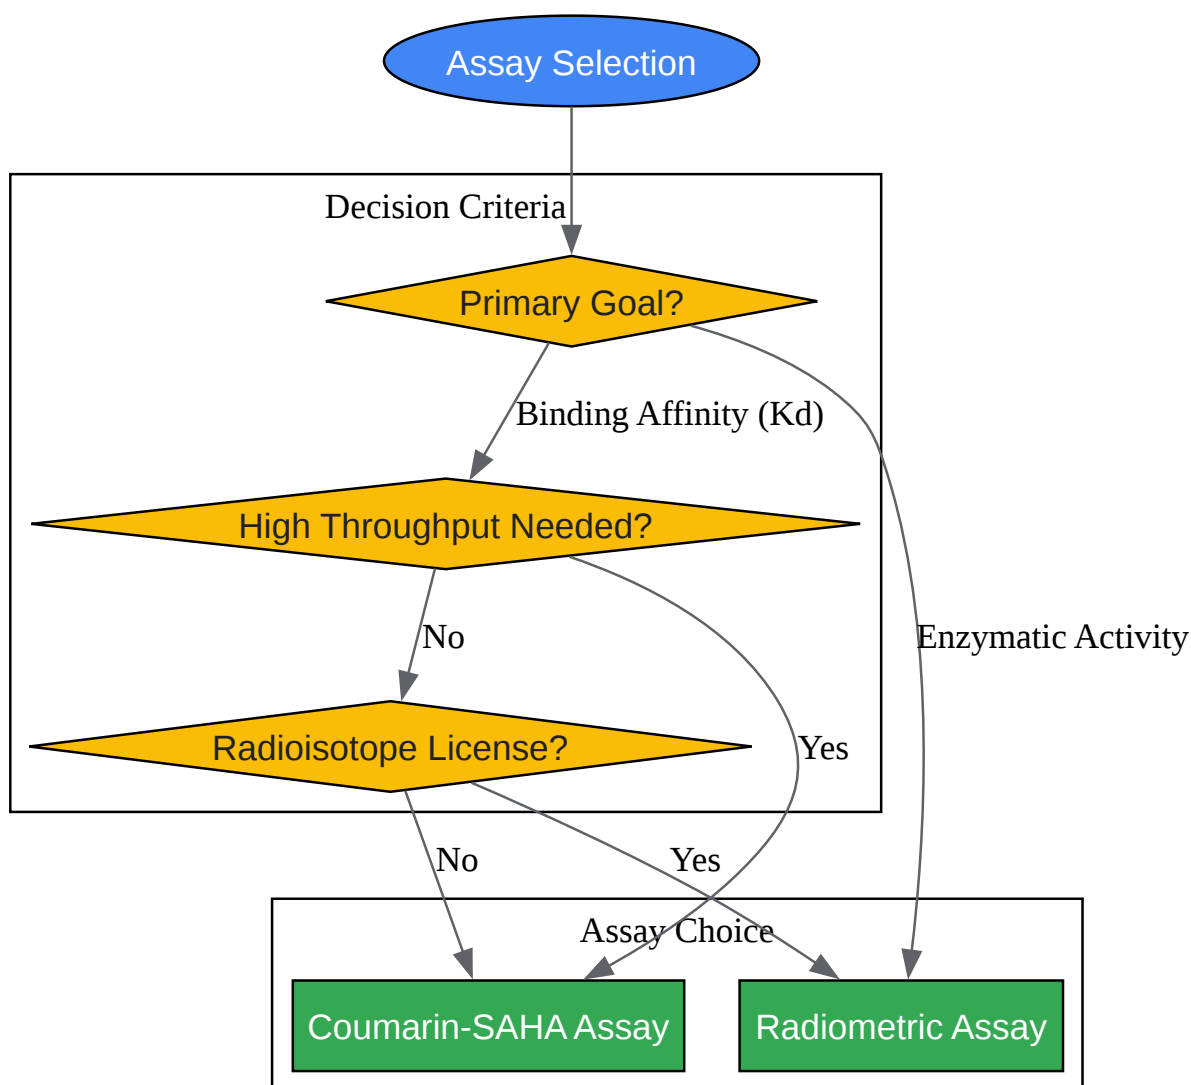 Assay Selection
Decision Criteria
Primary Goal?
Binding Affinity (Kd)
High Throughput Needed?
No
Enzymatic Activity
Radioisotope License?
Yes
No
Yes
Assay Choice
Coumarin-SAHA Assay
Radiometric Assay